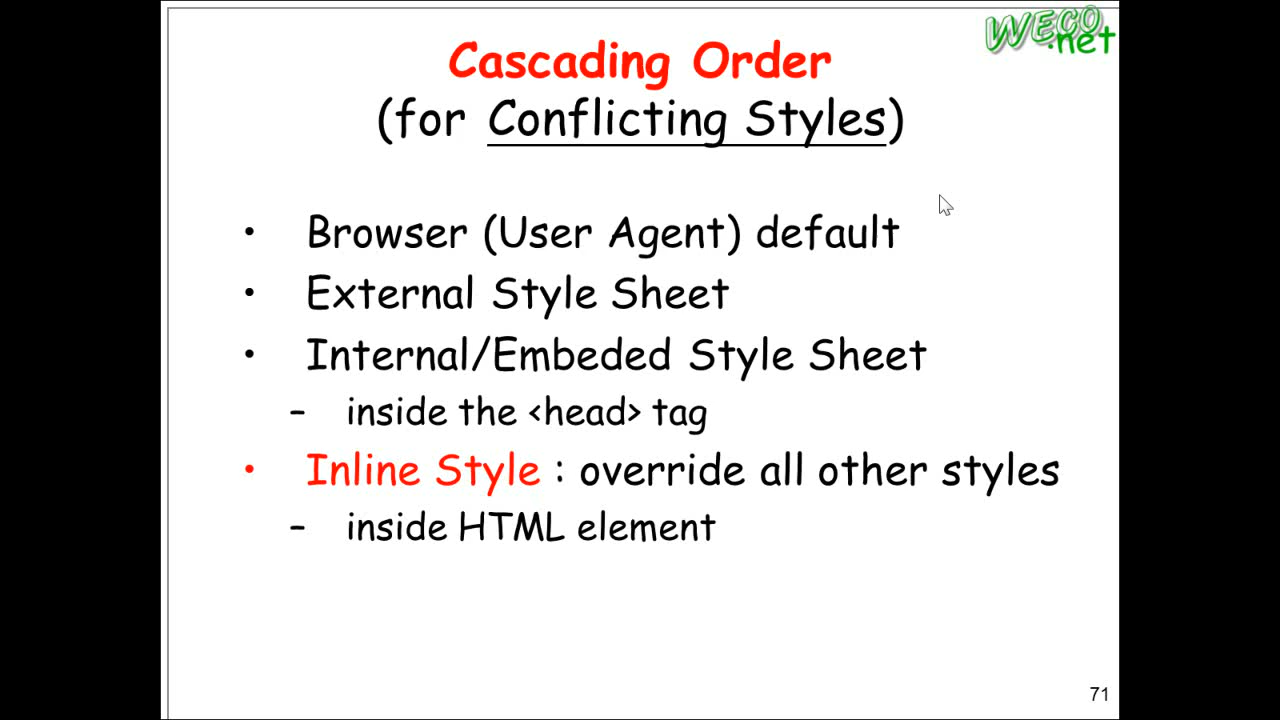 WECO
.net
Cascading Order
(for Conflicting Styles)
• Browser (User Agent) default
• External Style Sheet
• Internal/Embeded Style Sheet
– inside the <head> tag
• Inline Style : override all other styles
– inside HTML element
71